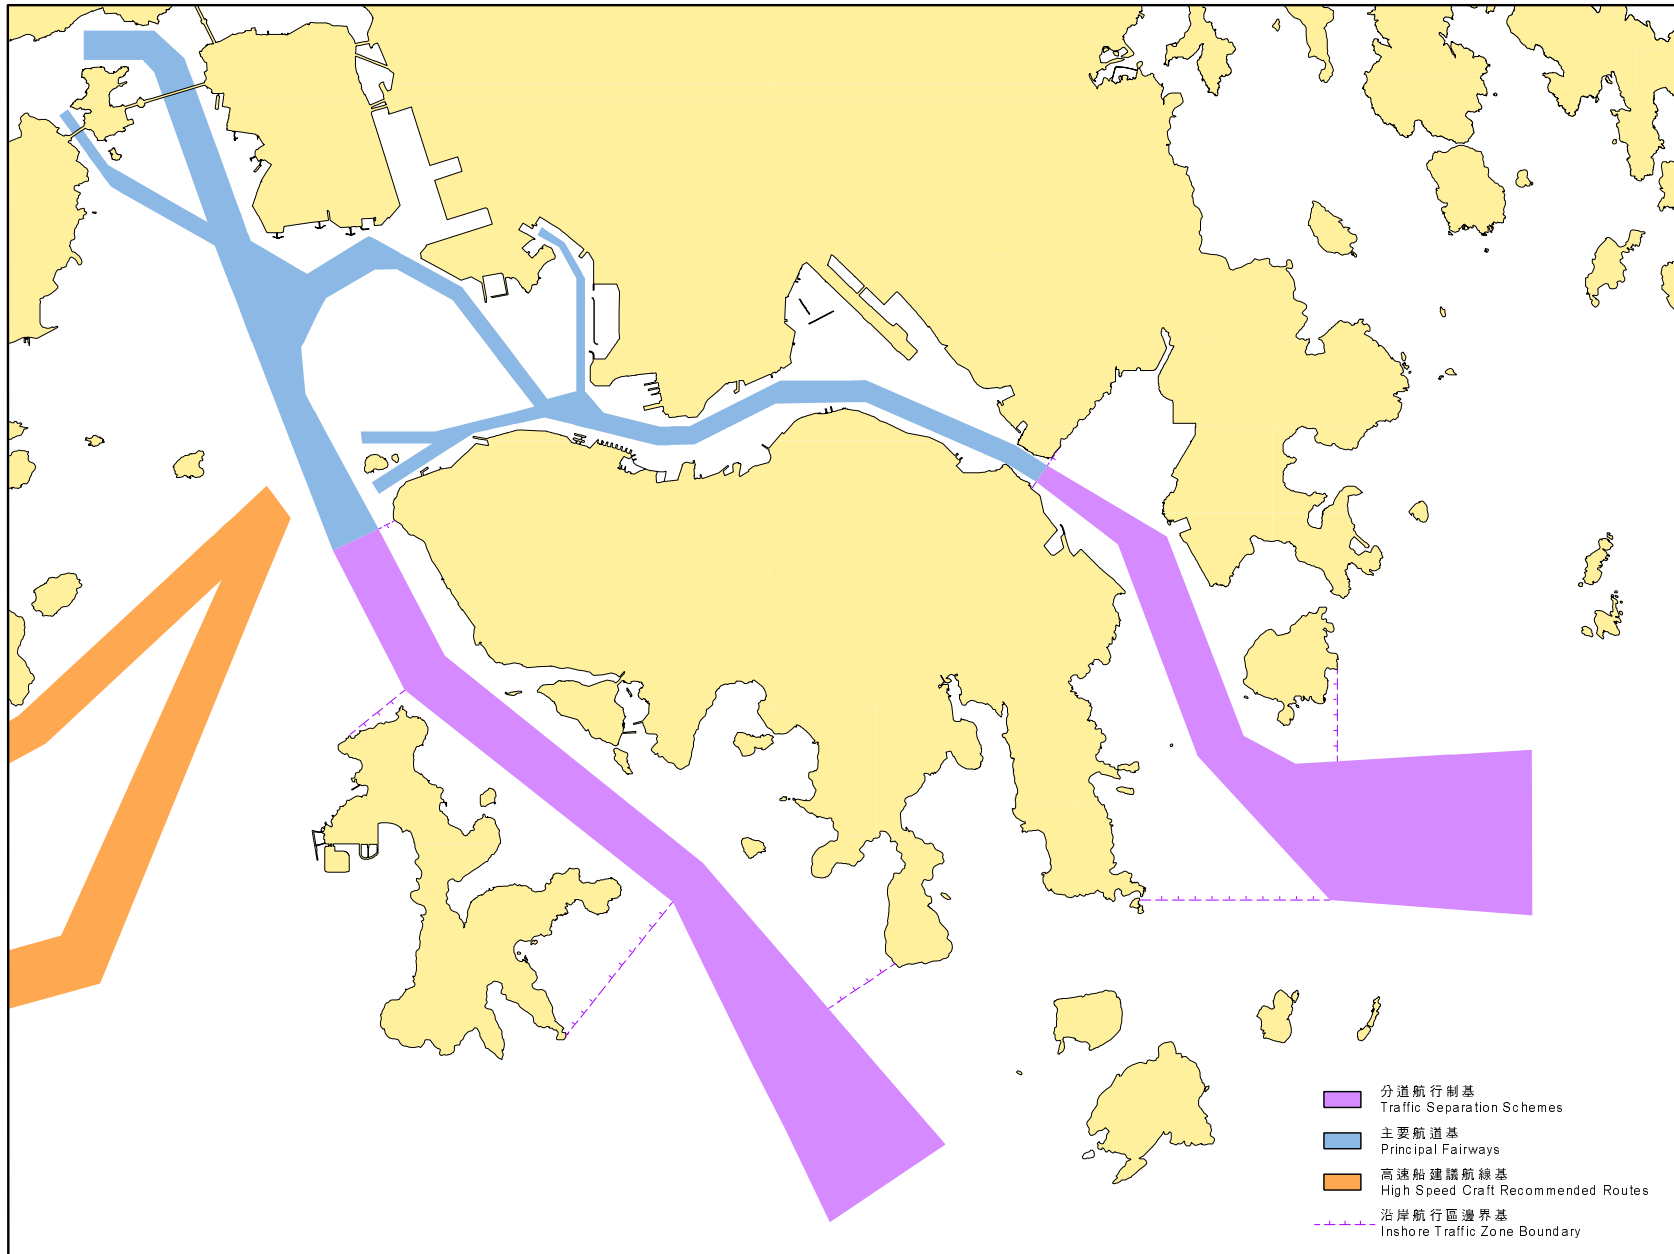 分道航行制基
Traffic Separation Schemes
主要航道基
Principal Fairways
高速船建議航線基
High Speed Craft Recommended Routes
沿岸航行區邊界基
Inshore Traffic Zone Boundary